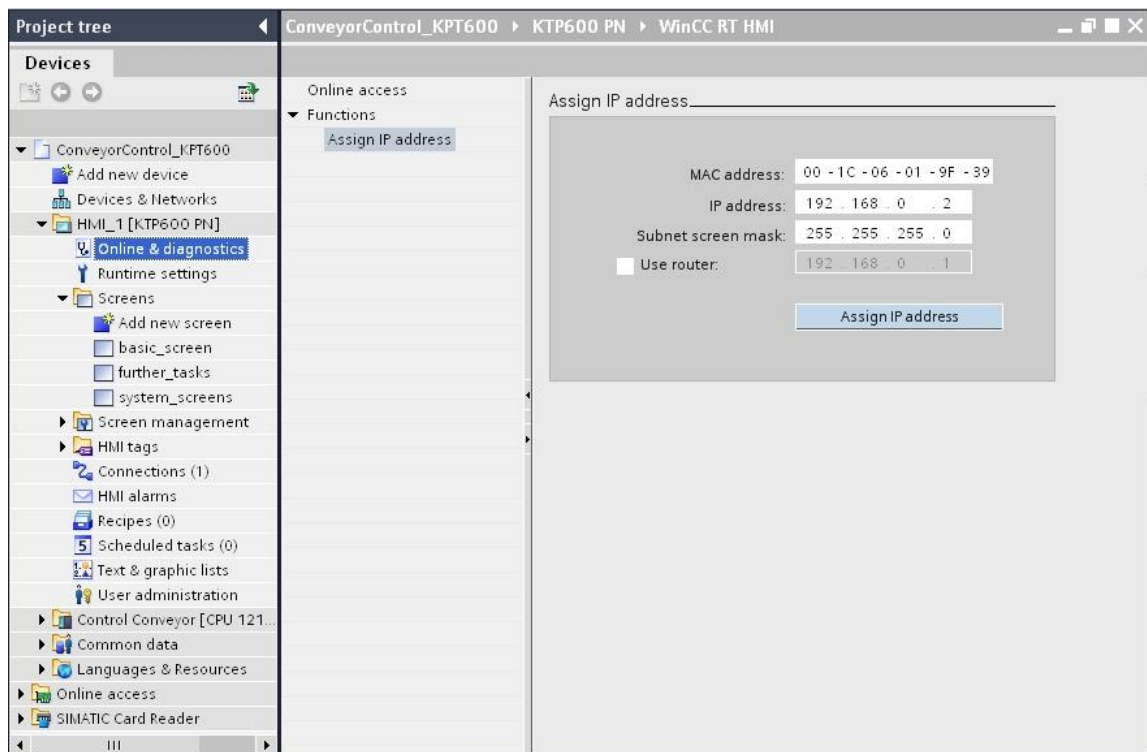 Project tree
ConveyorControl_KPT600 ▸ KTP600 PN ▸ WinCC RT HMI
Devices
ConveyorControl_KPT600
Add new device
Devices & Networks
HMI_1 [KTP600 PN]
Online & diagnostics
Runtime settings
Screens
Add new screen
basic_screen
further_tasks
system_screens
Screen management
HMI tags
Connections (1)
HMI alarms
Recipes (0)
Scheduled tasks (0)
Text & graphic lists
User administration
Control Conveyor [CPU 121...
Common data
Languages & Resources
Online access
SIMATIC Card Reader
Online access
Functions
Assign IP address
Assign IP address
MAC address: 00 -1C -06 -01 -9F -39
IP address: 192 . 168 . 0 . 2
Subnet screen mask: 255 . 255 . 255 . 0
Use router: 192 . 168 . 0 . 1
Assign IP address